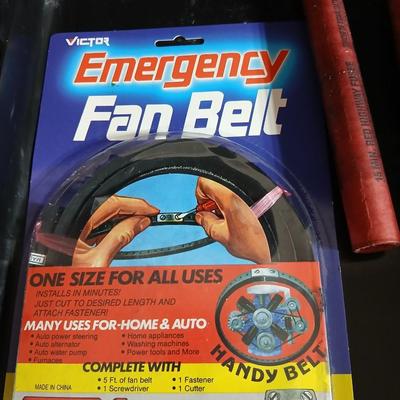 VICTOR
Emergency
Fan Belt
15 MIN. RED HIGHWAY FUSEE
ONE SIZE FOR ALL USES
INSTALLS IN MINUTES!
JUST CUT TO DESIRED LENGTH AND
ATTACH FASTENER!
MANY USES FOR-HOME & AUTO
• Auto power steering
• Auto alternator
• Auto water pump
• Furnaces
• Home appliances
• Washing machines
• Power tools and More
HANDY BELT
COMPLETE WITH
• 5 Ft. of fan belt
• 1 Screwdriver
• 1 Fastener
• 1 Cutter
MADE IN CHINA